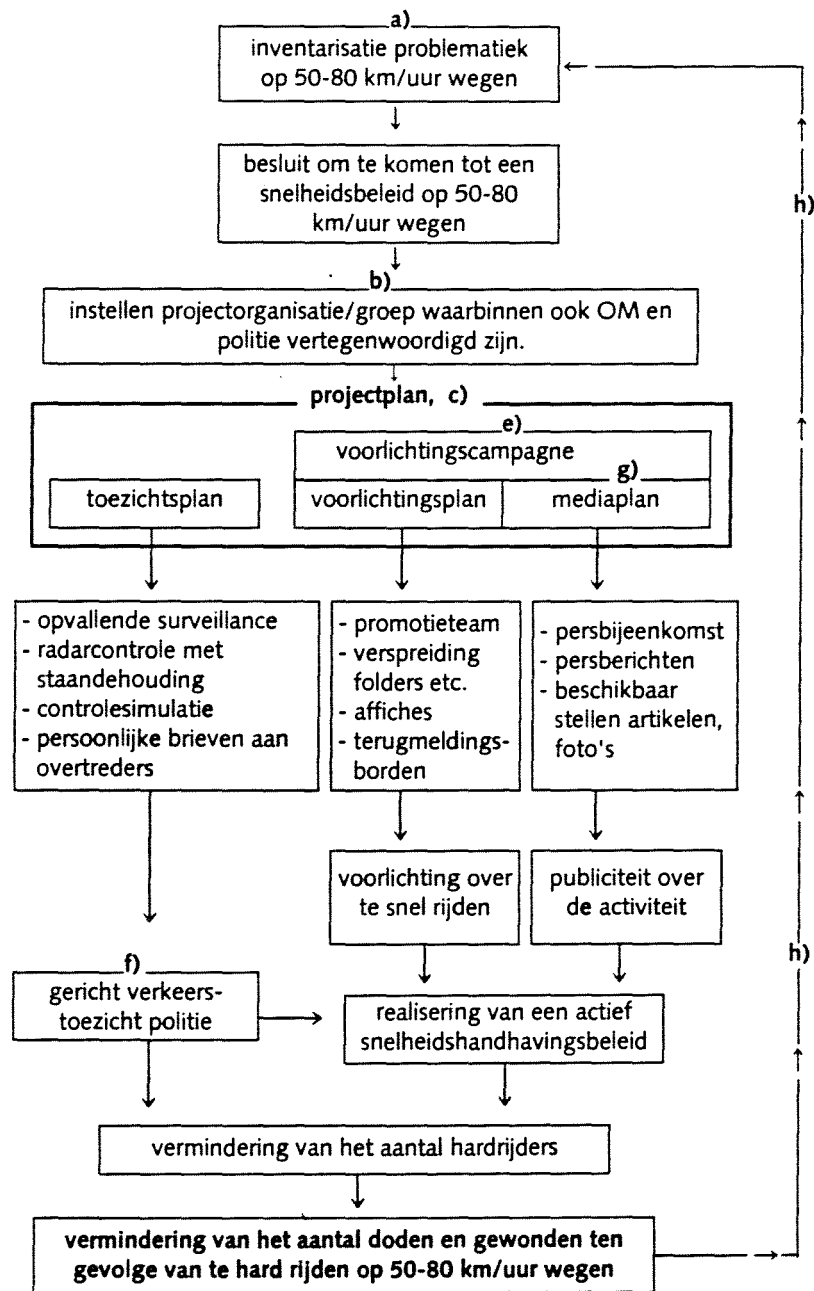 a)
inventarisatie problematiek
op 50-80 km/uur wegen
besluit om te komen tot een
snelheidsbeleid op 50-80
km/uur wegen
h)
b)
instellen projectorganisatie/groep waarbinnen ook OM en
politie vertegenwoordigd zijn.
projectplan, c)
e)
voorlichtingscampagne
g)
toezichtsplan
voorlichtingsplan
mediaplan
- opvallende surveillance
- radarcontrole met
staandehouding
- controlesimulatie
- persoonlijke brieven aan
overtreders
- promotieteam
- verspreiding
folders etc.
- affiches
- terugmeldings-
borden
- persbijeenkomst
- persberichten
- beschikbaar
stellen artikelen,
foto's
voorlichting over
te snel rijden
publiciteit over
de activiteit
h)
f)
gericht verkeers-
toezicht politie
realisering van een actief
snelheidshandhavingsbeleid
vermindering van het aantal hardrijders
vermindering van het aantal doden en gewonden ten
gevolge van te hard rijden op 50-80 km/uur wegen